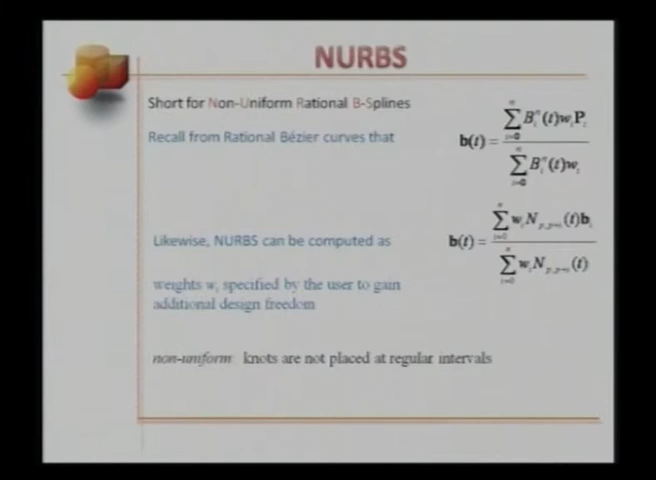 NURBS
Short for Non-Uniform Rational B-Splines
Recall from Rational Bézier curves that
b(t) = ∑ B (t)w P
∑ B (t)w
Likewise, NURBS can be computed as
b(t) = ∑ w N (t)b
∑ w N (t)
weights w specified by the user to gain
additional design freedom
non-uniform: knots are not placed at regular intervals